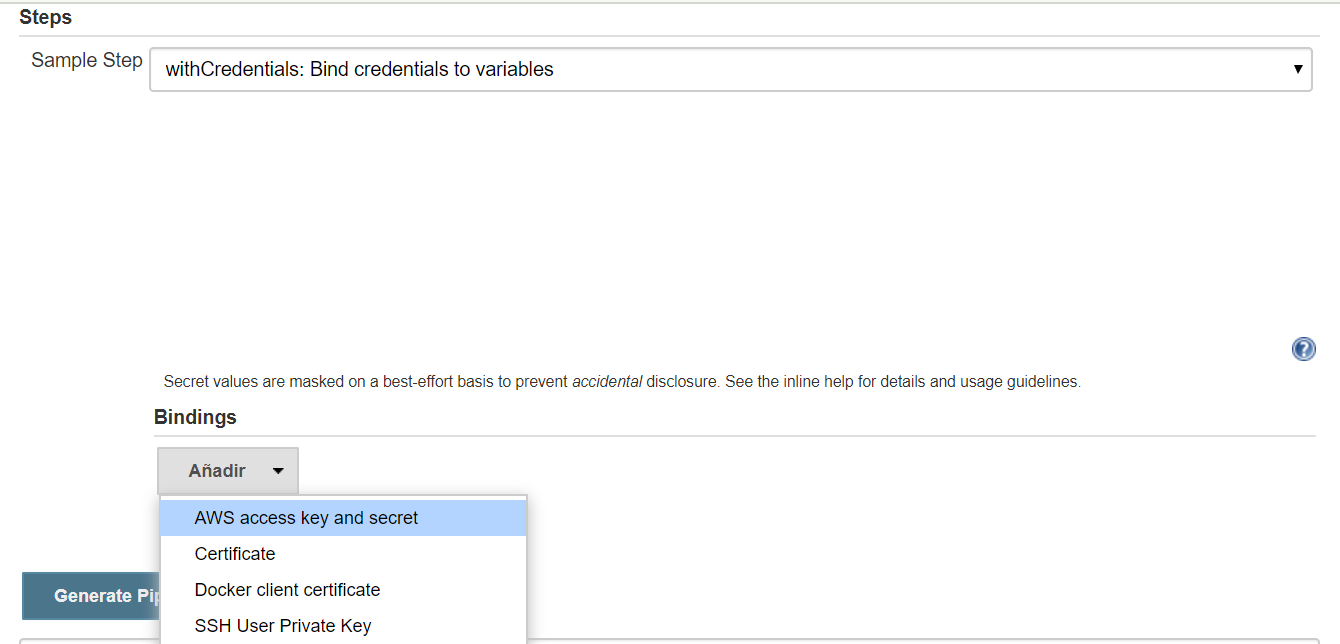 Steps
Sample Step withCredentials: Bind credentials to variables
Secret values are masked on a best-effort basis to prevent accidental disclosure. See the inline help for details and usage guidelines.
Bindings
Añadir
AWS access key and secret
Certificate
Docker client certificate
Generate Pip
SSH User Private Key